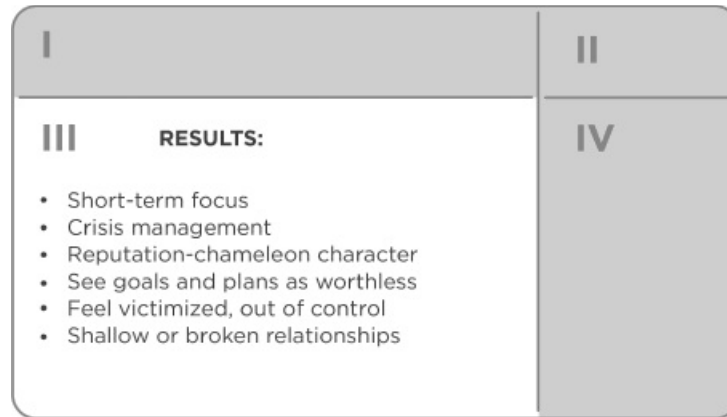 I
II
III RESULTS:
IV
• Short-term focus
• Crisis management
• Reputation-chameleon character
• See goals and plans as worthless
• Feel victimized, out of control
• Shallow or broken relationships